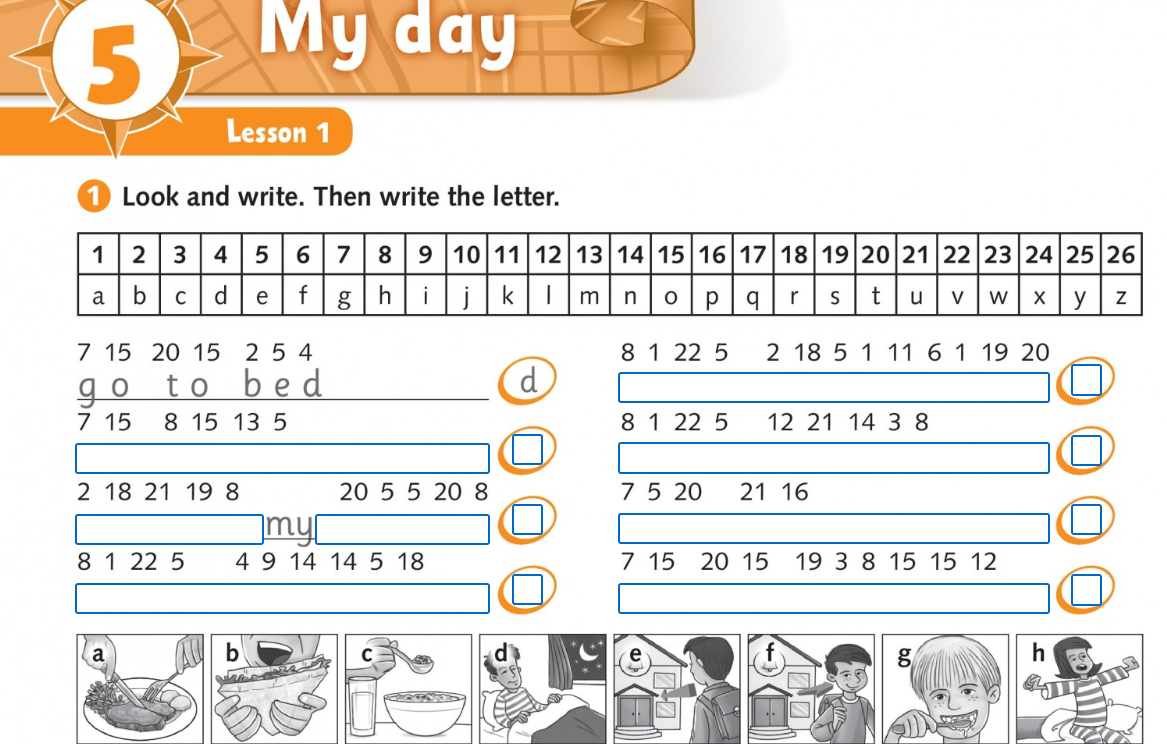 5
My day
Lesson 1
1 Look and write. Then write the letter.
1 2 3 4 5 6 7 8 9 10 11 12 13 14 15 16 17 18 19 20 21 22 23 24 25 26
a b c d e f g h i j k l m n o p q r s t u v w x y z
7 15 20 15 2 5 4
go to bed d
8 1 22 5 2 18 5 1 11 6 1 19 20
7 15 8 15 13 5
8 1 22 5 12 21 14 3 8
2 18 21 19 8 20 5 5 20 8
my
7 5 20 21 16
8 1 22 5 4 9 14 14 5 18
7 15 20 15 19 3 8 15 15 12
a b c d e f g h